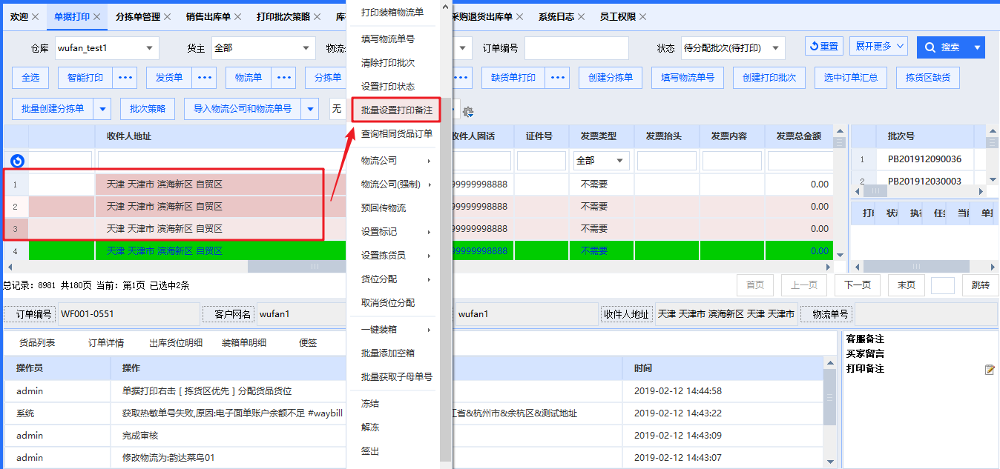 欢迎 单据打印 分拣单管理 销售出库单 打印批次策略 库 采购退货出库单 系统日志 员工权限
仓库 wufan_test1 货主 全部 订单编号 状态 待分配批次(待打印) 重置 展开更多 搜索
全选 智能打印 ••• 发货单 ••• 物流单 ••• 分拣单 ••• 缺货单打印 ••• 创建分拣单 填写物流单号 创建打印批次 选中订单汇总 拣货区缺货
批量创建分拣单 批次策略 导入物流公司和物流单号 无
打印装箱物流单
填写物流单号
清除打印批次
设置打印状态
批量设置打印备注
查询相同货品订单
物流公司
物流公司(强制)
预回传物流
设置标记
设置拣货员
货位分配
取消货位分配
一键装箱
批量添加空箱
批量获取子母单号
冻结
解冻
签出
收件人地址 收件人固话 证件号 发票类型 发票抬头 发票内容 发票总金额
全部
1 天津 天津市 滨海新区 自贸区 99999998888 不需要 0.00
2 天津 天津市 滨海新区 自贸区 99999998888 不需要 0.00
3 天津 天津市 滨海新区 自贸区 99999998888 不需要 0.00
4 天津 天津市 滨海新区 自贸区 99999998888 不需要 0.00
批次号
1 PB201912090036
2 PB201912030003
打 状 执 任 当 单
总记录: 8981 共180页 当前: 第1页 已选中2条 首页 上一页 下一页 末页 跳转
订单编号 WF001-0551 客户网名 wufan1 wufan1 收件人地址 天津 天津市 滨海新区 天津 天津市 物流单号
货品列表 订单详情 出库货位明细 装箱单明细 便签
操作员 操作 时间
admin 单据打印右击 [ 拣货区优先 ] 分配货品货位 2019-02-12 14:44:58
系统 获取热敏单号失败,原因:电子面单账户余额不足 #waybill 江省&杭州市&余杭区&测试地址 2019-02-12 14:43:22
admin 完成审核 2019-02-12 14:43:09
admin 修改物流为:韵达菜鸟01 2019-02-12 14:43:07
客服备注
买家留言
打印备注